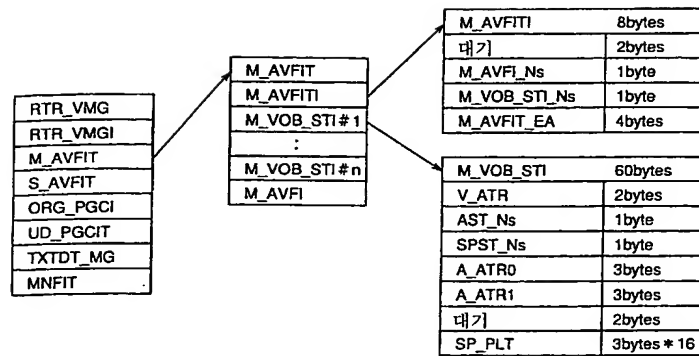 RTR_VMG
RTR_VMGI
M_AVFIT
S_AVFIT
ORG_PGCI
UD_PGCIT
TXTDT_MG
MNFIT
M_AVFIT
M_AVFITI
M_VOB_STI#1
:
M_VOB_STI#n
M_AVFI
M_AVFITI 8bytes
대기 2bytes
M_AVFI_Ns 1byte
M_VOB_STI_Ns 1byte
M_AVFIT_EA 4bytes
M_VOB_STI 60bytes
V_ATR 2bytes
AST_Ns 1byte
SPST_Ns 1byte
A_ATR0 3bytes
A_ATR1 3bytes
대기 2bytes
SP_PLT 3bytes*16